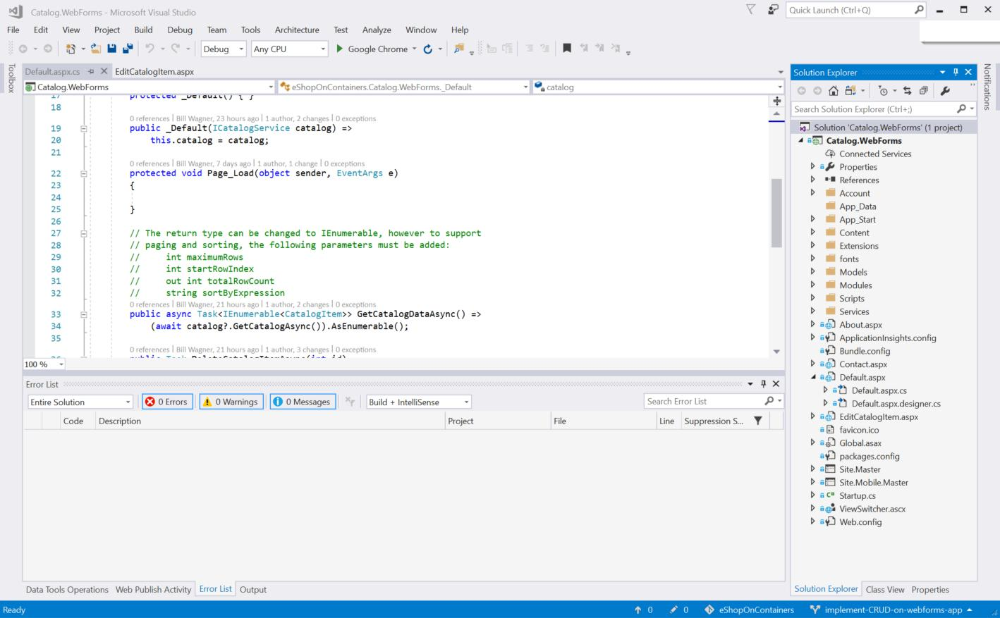 Catalog.WebForms - Microsoft Visual Studio
Quick Launch (Ctrl+Q)
File Edit View Project Build Debug Team Tools Architecture Test Analyze Window Help
Debug Any CPU Google Chrome
Toolbox
Default.aspx.cs EditCatalogItem.aspx
Catalog.WebForms eShopOnContainers.Catalog.WebForms._Default catalog
17 protected _Default() { }
18
0 references | Bill Wagner, 23 hours ago | 1 author, 2 changes | 0 exceptions
19 public _Default(ICatalogService catalog) =>
20 this.catalog = catalog;
21
0 references | Bill Wagner, 7 days ago | 1 author, 1 change | 0 exceptions
22 protected void Page_Load(object sender, EventArgs e)
23 {
24
25 }
26
27 // The return type can be changed to IEnumerable, however to support
28 // paging and sorting, the following parameters must be added:
29 // int maximumRows
30 // int startRowIndex
31 // out int totalRowCount
32 // string sortByExpression
0 references | Bill Wagner, 21 hours ago | 1 author, 2 changes | 0 exceptions
33 public async Task<IEnumerable<CatalogItem>> GetCatalogDataAsync() =>
34 (await catalog?.GetCatalogAsync()).AsEnumerable();
35
0 references | Bill Wagner, 21 hours ago | 1 author, 3 changes | 0 exceptions
36 public Task DeleteCatalogItemAsync(int id)
100 %
Error List
Entire Solution 0 Errors 0 Warnings 0 Messages Build + IntelliSense Search Error List
Code Description Project File Line Suppression S...
Data Tools Operations Web Publish Activity Error List Output
Solution Explorer
Search Solution Explorer (Ctrl+;)
Solution 'Catalog.WebForms' (1 project)
Catalog.WebForms
Connected Services
Properties
References
Account
App_Data
App_Start
Content
Extensions
fonts
Models
Modules
Scripts
Services
About.aspx
ApplicationInsights.config
Bundle.config
Contact.aspx
Default.aspx
Default.aspx.cs
Default.aspx.designer.cs
EditCatalogItem.aspx
favicon.ico
Global.asax
packages.config
Site.Master
Site.Mobile.Master
C# Startup.cs
ViewSwitcher.ascx
Web.config
Solution Explorer Class View Properties
Notifications
Ready 0 0 eShopOnContainers implement-CRUD-on-webforms-app